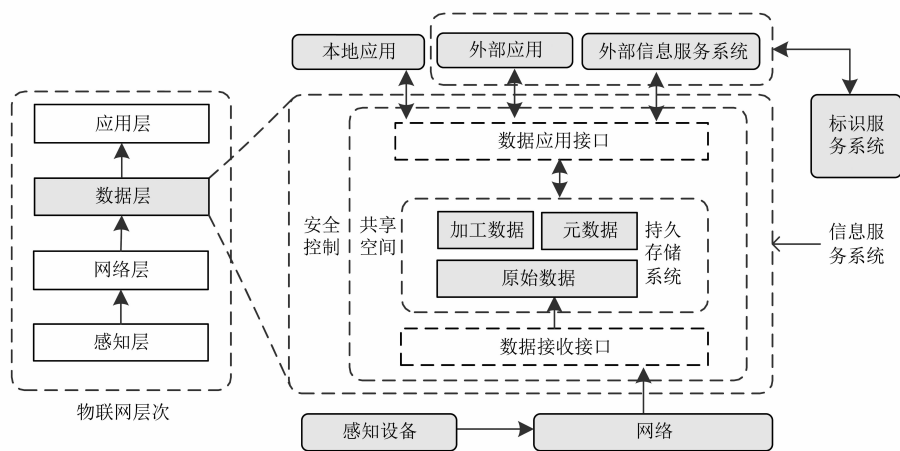 本地应用
外部应用
外部信息服务系统
应用层
数据层
网络层
感知层
物联网层次
数据应用接口
标识服
务系统
安全
控制
共享
空间
加工数据
元数据
持久
存储
系统
原始数据
信息服
务系统
数据接收接口
感知设备
网络